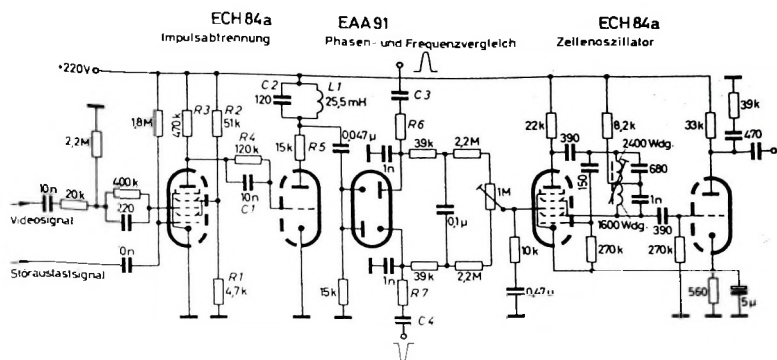 ECH 84a
Impulsabtrennung
EAA 91
Phasen- und Frequenzvergleich
ECH 84a
Zeilenoszillator
+220V
C2
120
L1
25,5mH
C3
1,8M
R3
470k
R2
51k
R4
120k
15k
R5
0,047µ
R6
1n
39k
2,2M
22k
390
8,2k
2400 Wdg.
33k
39k
470
2,2M
150
680
10n
20k
400k
220
10n
C1
1M
1n
Videosignal
0,1µ
1600 Wdg.
390
0n
Störaustastsignal
R1
4,7k
15k
1n
39k
2,2M
10k
270k
270k
R7
0,47µ
560
5µ
C4